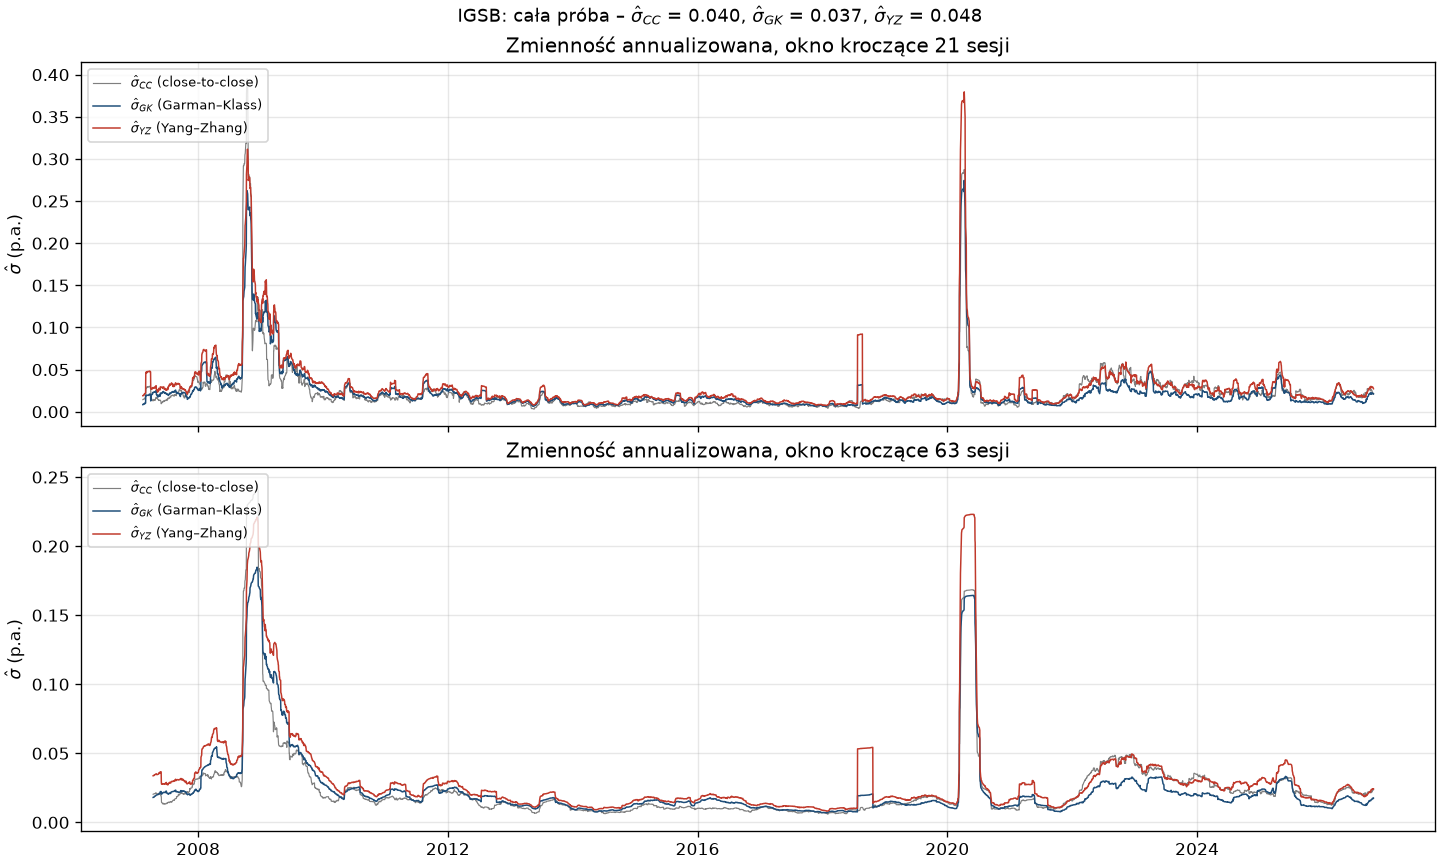 IGSB: cała próba – σ̂CC = 0.040, σ̂GK = 0.037, σ̂YZ = 0.048
Zmienność annualizowana, okno kroczące 21 sesji
σ̂CC (close-to-close)
σ̂GK (Garman–Klass)
σ̂YZ (Yang–Zhang)
σ̂ (p.a.)
0.40
0.35
0.30
0.25
0.20
0.15
0.10
0.05
0.00
Zmienność annualizowana, okno kroczące 63 sesji
σ̂CC (close-to-close)
σ̂GK (Garman–Klass)
σ̂YZ (Yang–Zhang)
σ̂ (p.a.)
0.25
0.20
0.15
0.10
0.05
0.00
2008 2012 2016 2020 2024